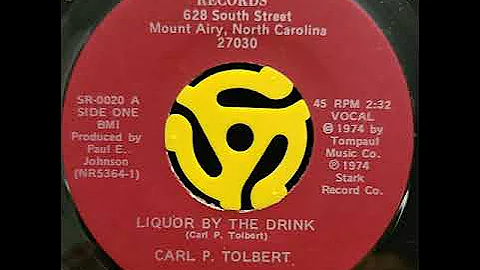 RECORDS
628 South Street
Mount Airy, North Carolina
27030
SR-0020 A
SIDE ONE
BMI
Produced by
Paul E.
Johnson
(NR5364-1)
45 RPM 2:32
VOCAL
© 1974 by
Tompaul
Music Co.
℗ 1974
Stark
Record Co.
LIQUOR BY THE DRINK
(Carl P. Tolbert)
CARL P. TOLBERT